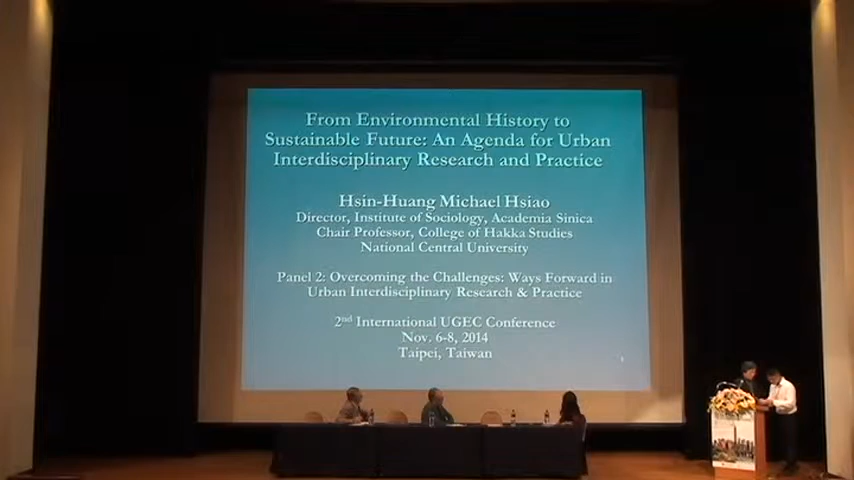 From Environmental History to
Sustainable Future: An Agenda for Urban
Interdisciplinary Research and Practice
Hsin-Huang Michael Hsiao
Director, Institute of Sociology, Academia Sinica
Chair Professor, College of Hakka Studies
National Central University
Panel 2: Overcoming the Challenges: Ways Forward in
Urban Interdisciplinary Research & Practice
2nd International UGEC Conference
Nov. 6-8, 2014
Taipei, Taiwan